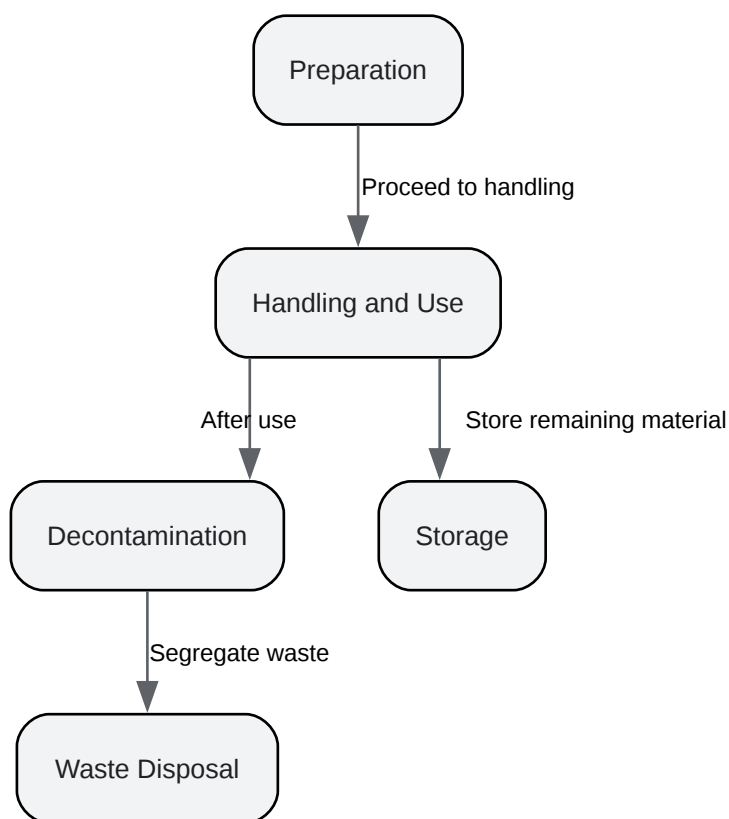 Preparation
Proceed to handling
Handling and Use
After use
Store remaining material
Decontamination
Storage
Segregate waste
Waste Disposal